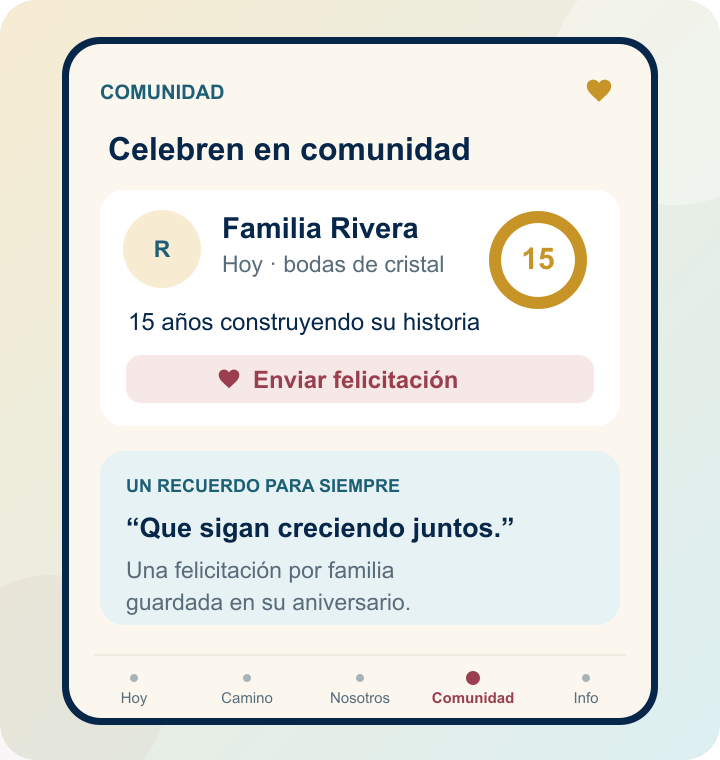 COMUNIDAD
Celebren en comunidad
R
Familia Rivera
Hoy · bodas de cristal
15
15 años construyendo su historia
Enviar felicitación
UN RECUERDO PARA SIEMPRE
“Que sigan creciendo juntos.”
Una felicitación por familia
guardada en su aniversario.
Hoy
Camino
Nosotros
Comunidad
Info